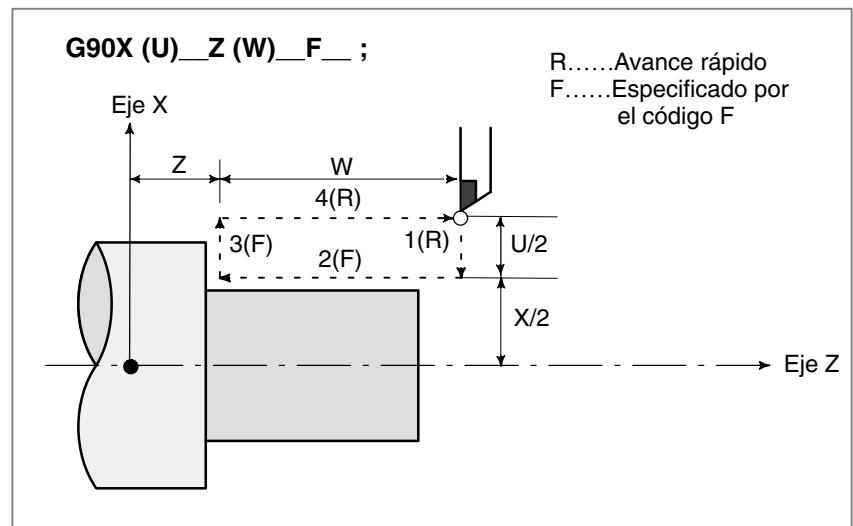 G90X (U)__Z (W)__F__ ;
R......Avance rápido
F......Especificado por
el código F
Eje X
Z
W
4(R)
3(F)
1(R)
U/2
2(F)
X/2
Eje Z